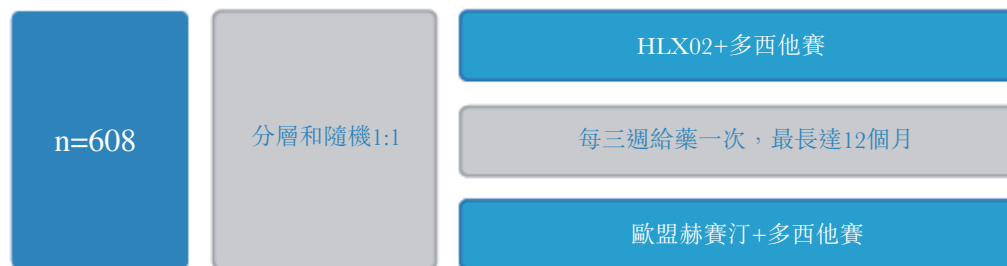 n=608
分層和隨機1:1
HLX02+多西他賽
每三週給藥一次，最長達12個月
歐盟赫賽汀+多西他賽